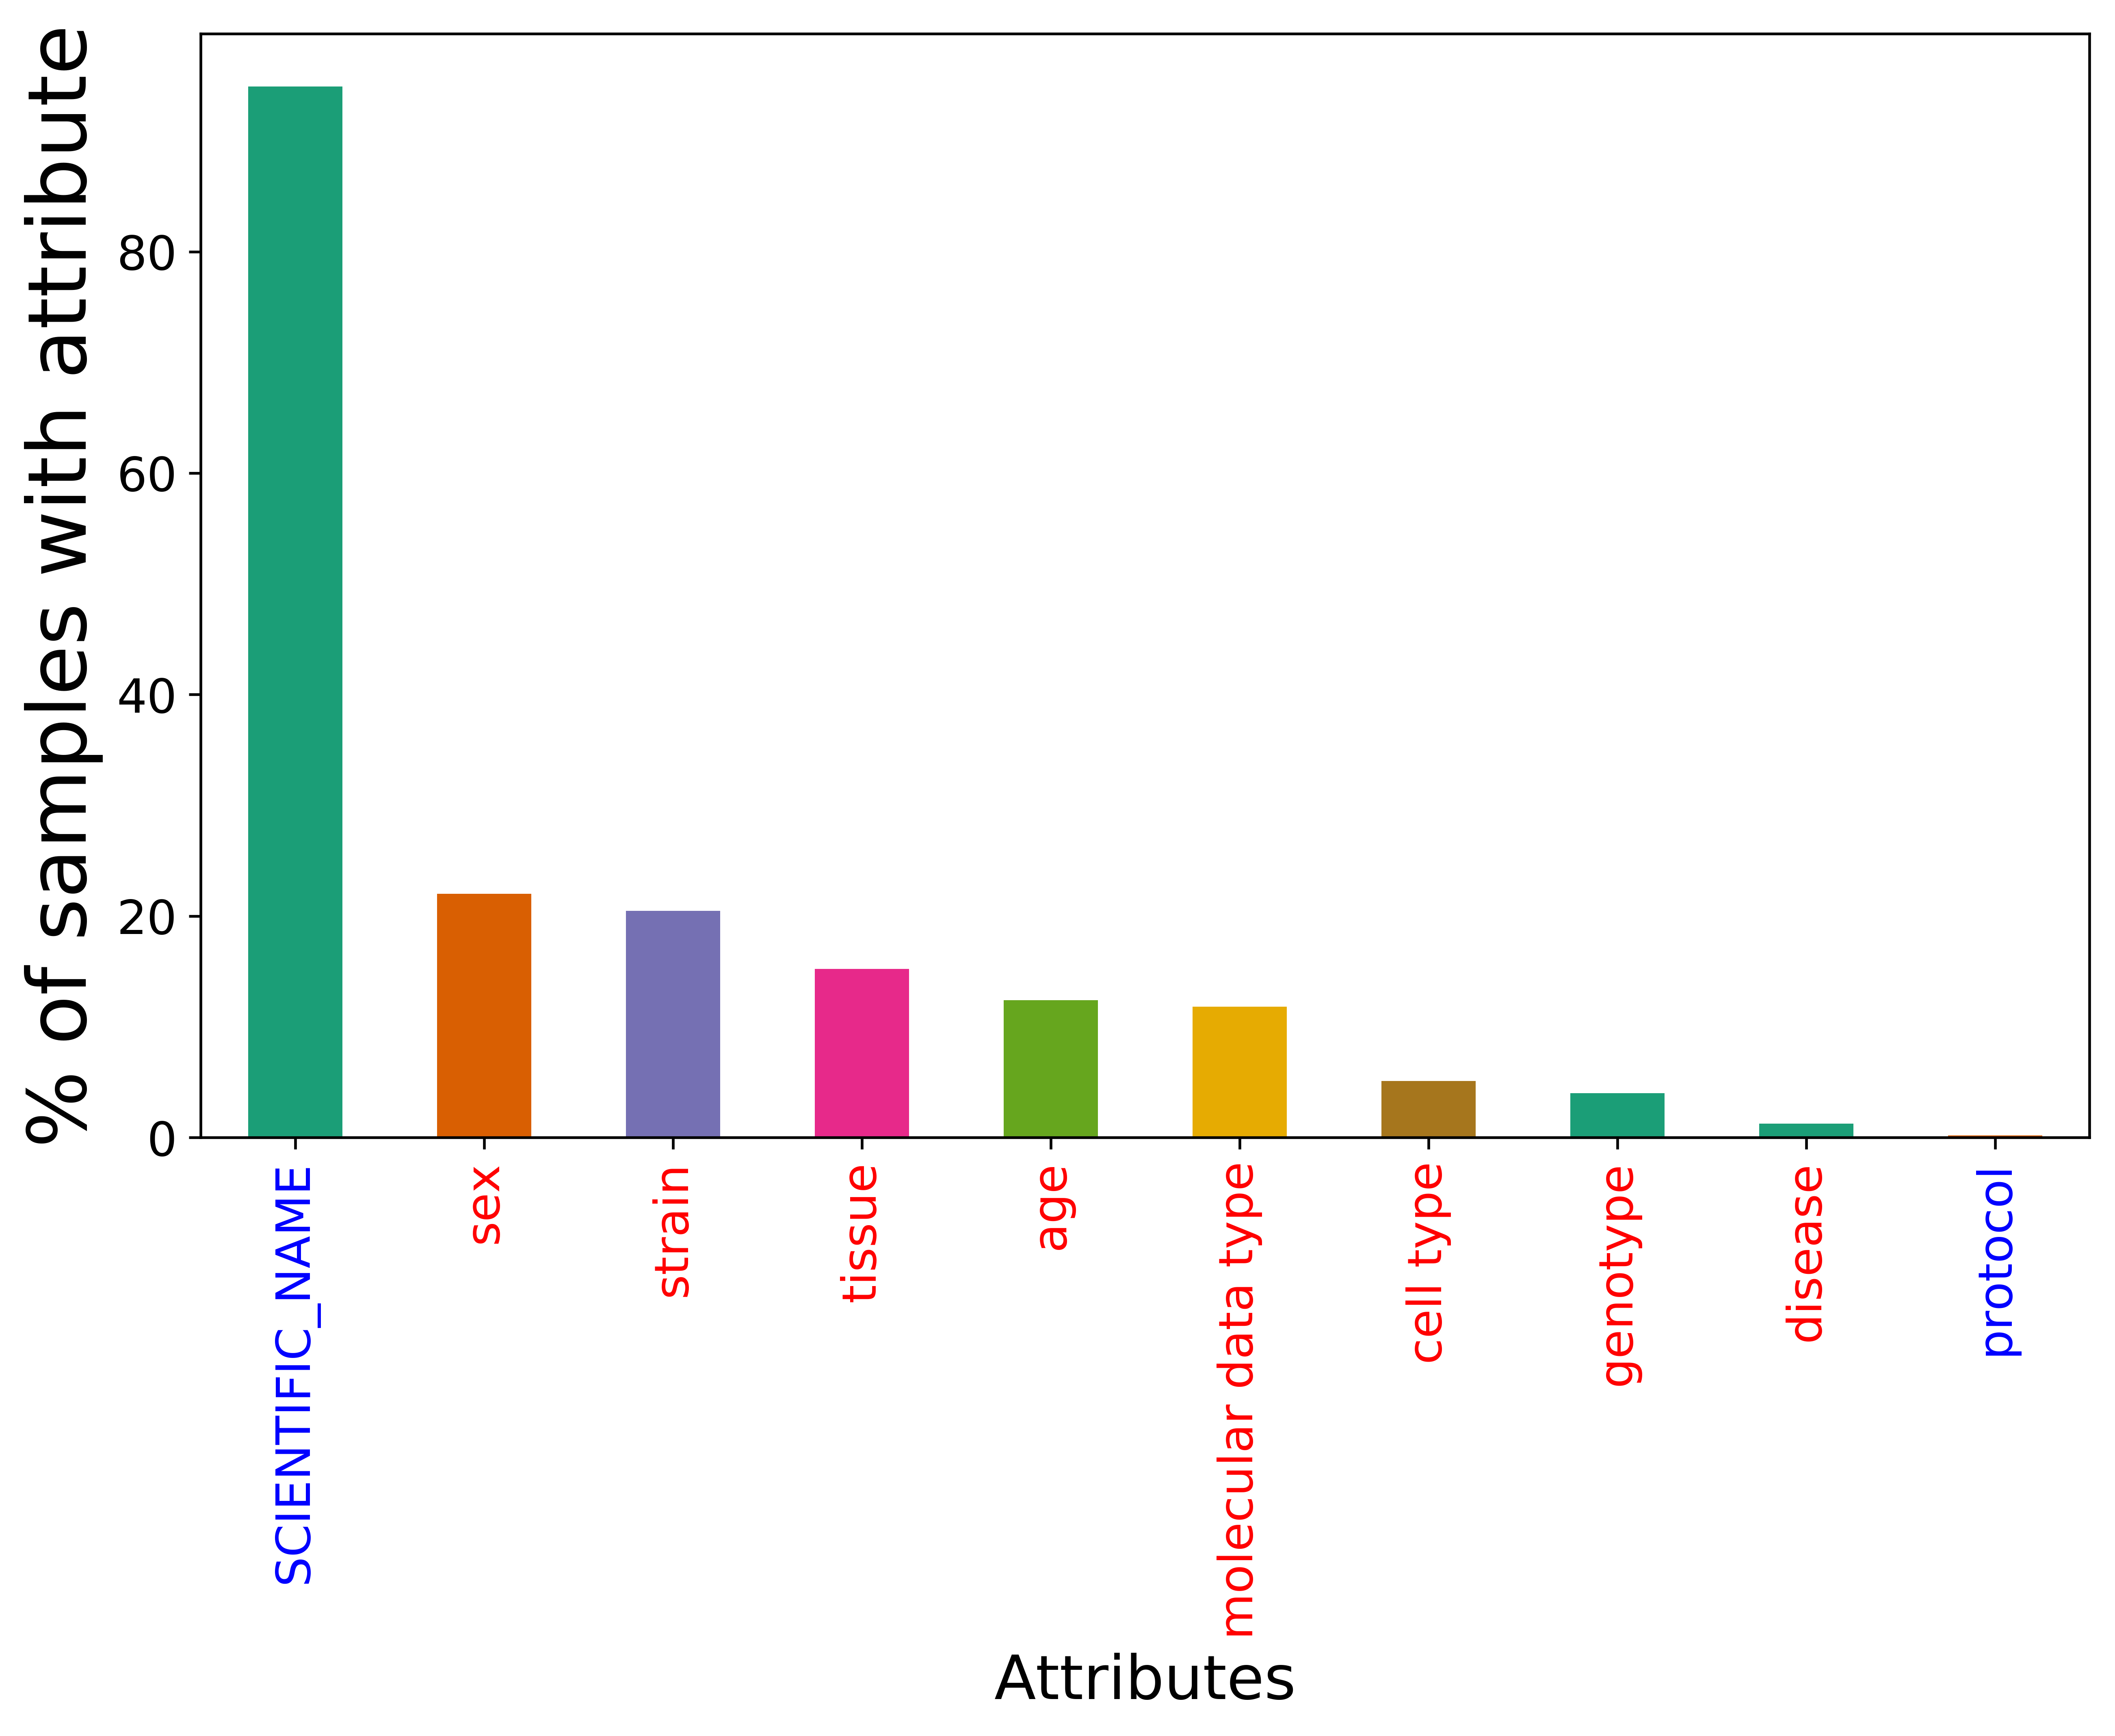 % of samples with attribute
80
60
40
20
0
SCIENTIFIC_NAME
sex
strain
tissue
age
molecular data type
cell type
genotype
disease
protocol
Attributes